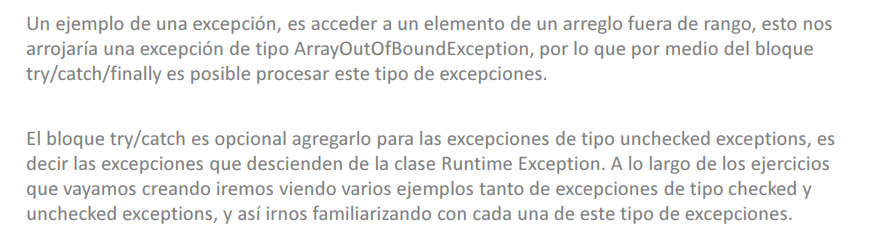 Un ejemplo de una excepción, es acceder a un elemento de un arreglo fuera de rango, esto nos
arrojaría una excepción de tipo ArrayOutOfBoundException, por lo que por medio del bloque
try/catch/finally es posible procesar este tipo de excepciones.
El bloque try/catch es opcional agregarlo para las excepciones de tipo unchecked exceptions, es
decir las excepciones que descienden de la clase Runtime Exception. A lo largo de los ejercicios
que vayamos creando iremos viendo varios ejemplos tanto de excepciones de tipo checked y
unchecked exceptions, y así irnos familiarizando con cada una de este tipo de excepciones.